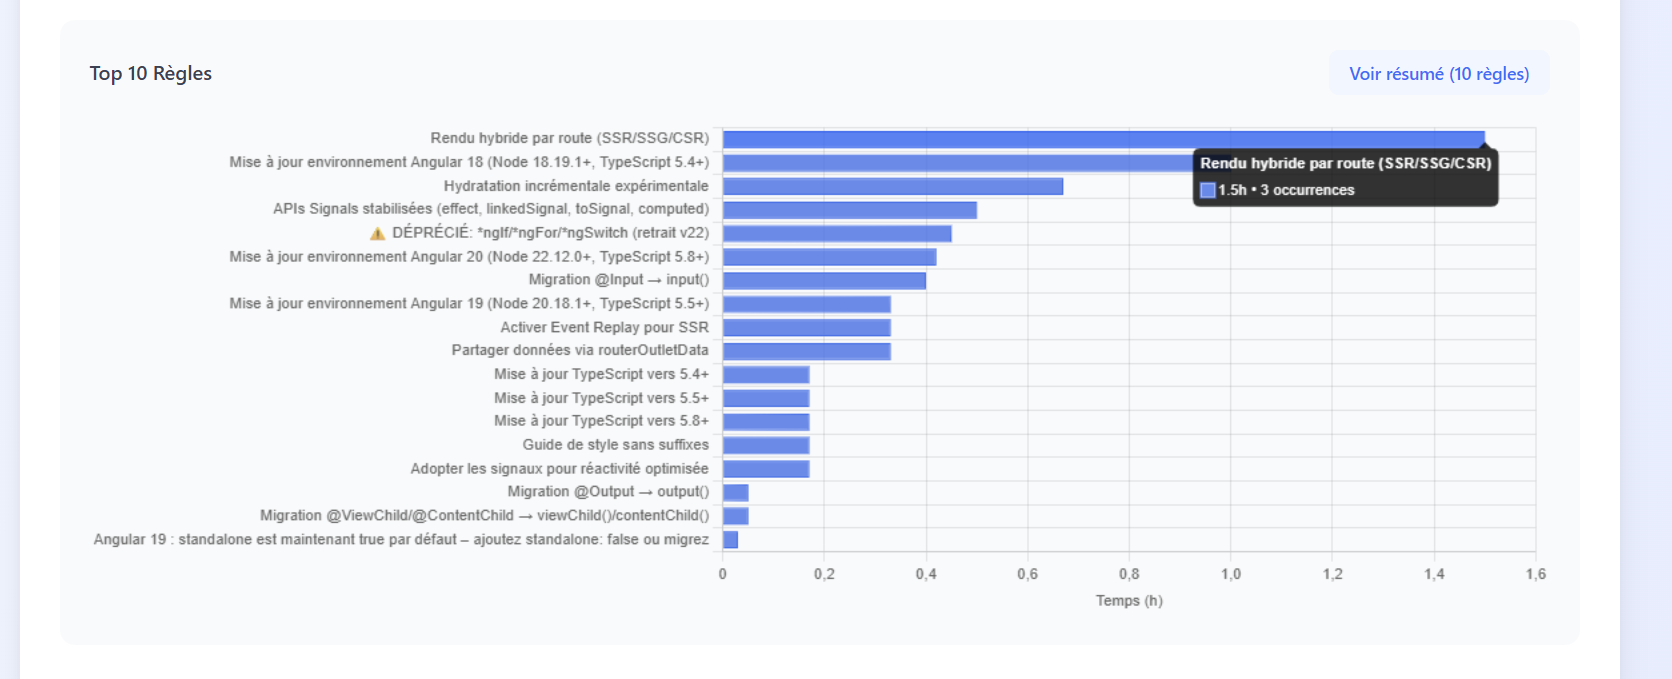 Top 10 Règles
Voir résumé (10 règles)
Rendu hybride par route (SSR/SSG/CSR)
Mise à jour environnement Angular 18 (Node 18.19.1+, TypeScript 5.4+)
Rendu hybride par route (SSR/SSG/CSR)
1.5h • 3 occurrences
Hydratation incrémentale expérimentale
APIs Signals stabilisées (effect, linkedSignal, toSignal, computed)
⚠️ DÉPRÉCIÉ: *ngIf/*ngFor/*ngSwitch (retrait v22)
Mise à jour environnement Angular 20 (Node 22.12.0+, TypeScript 5.8+)
Migration @Input → input()
Mise à jour environnement Angular 19 (Node 20.18.1+, TypeScript 5.5+)
Activer Event Replay pour SSR
Partager données via routerOutletData
Mise à jour TypeScript vers 5.4+
Mise à jour TypeScript vers 5.5+
Mise à jour TypeScript vers 5.8+
Guide de style sans suffixes
Adopter les signaux pour réactivité optimisée
Migration @Output → output()
Migration @ViewChild/@ContentChild → viewChild()/contentChild()
Angular 19 : standalone est maintenant true par défaut – ajoutez standalone: false ou migrez
0 0,2 0,4 0,6 0,8 1,0 1,2 1,4 1,6
Temps (h)